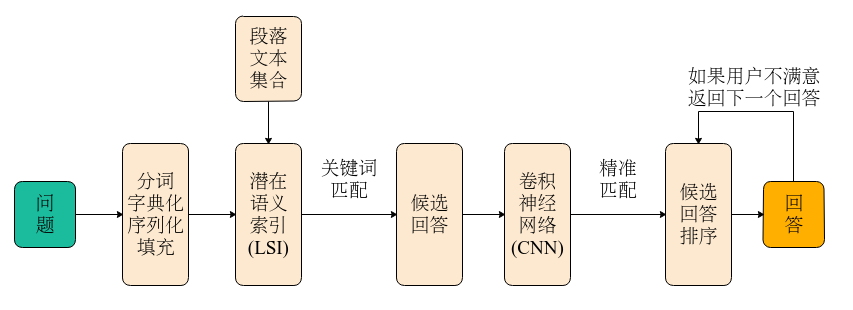 段落
文本
集合
如果用户不满意
返回下一个回答
问
题
分词
字典化
序列化
填充
潜在
语义
索引
(LSI)
关键词
匹配
候选
回答
卷积
神经
网络
(CNN)
精准
匹配
候选
回答
排序
回
答